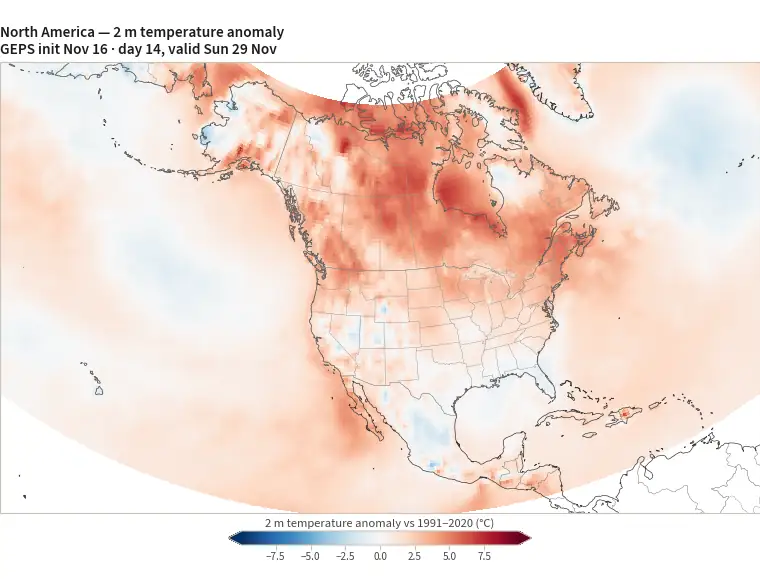 North America — 2 m temperature anomaly
GEPS init Nov 16 · day 14, valid Sun 29 Nov
2 m temperature anomaly vs 1991–2020 (°C)
−7.5 −5.0 −2.5 0.0 2.5 5.0 7.5